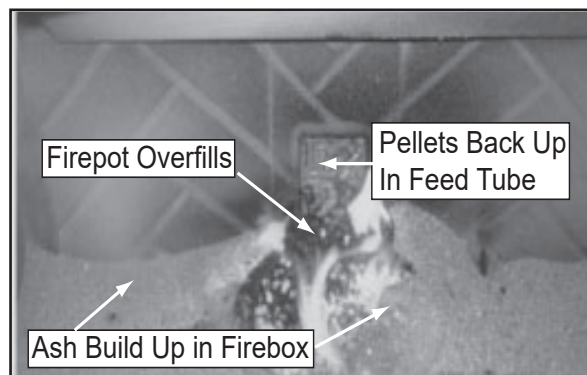 Firepot Overfills
Pellets Back Up
In Feed Tube
Ash Build Up in Firebox